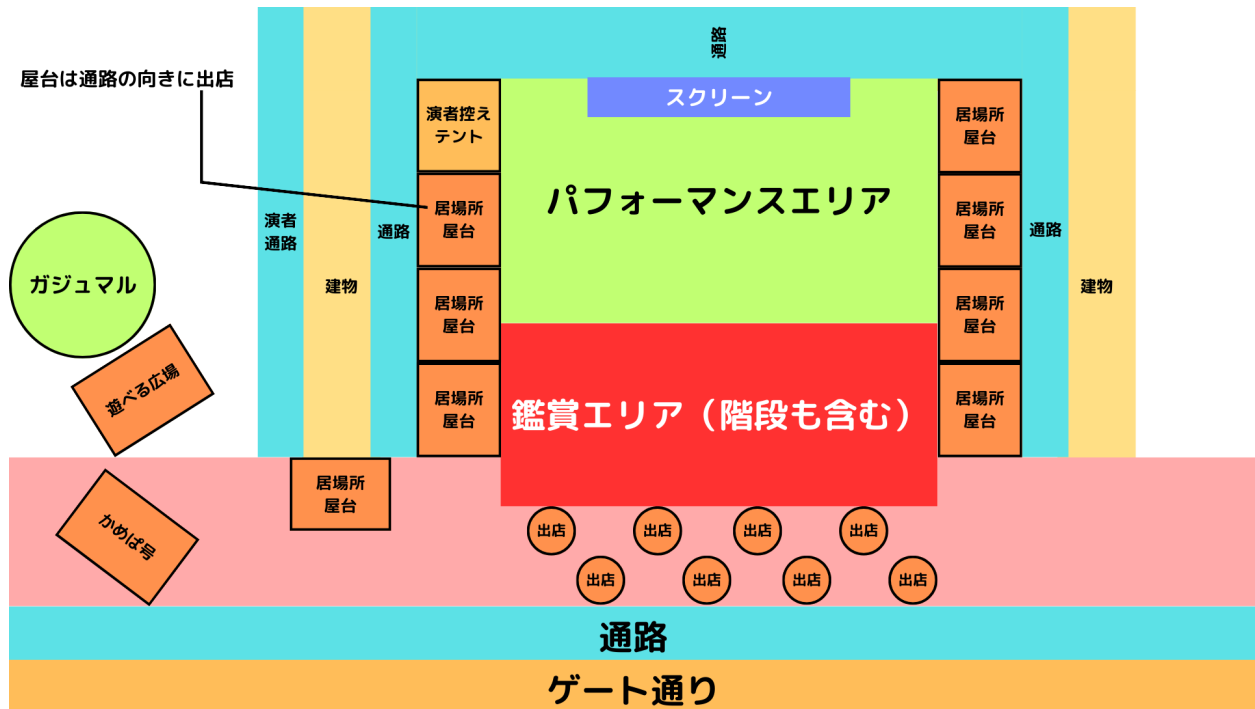 通路
スクリーン
屋台は通路の向きに出店
演者控え
テント
居場所
屋台
パフォーマンスエリア
居場所
屋台
居場所
屋台
演者
通路
通路
通路
ガジュマル
建物
建物
居場所
屋台
居場所
屋台
遊べる広場
居場所
屋台
鑑賞エリア（階段も含む）
居場所
屋台
居場所
屋台
かめぱ号
出店
出店
出店
出店
出店
出店
出店
出店
通路
ゲート通り